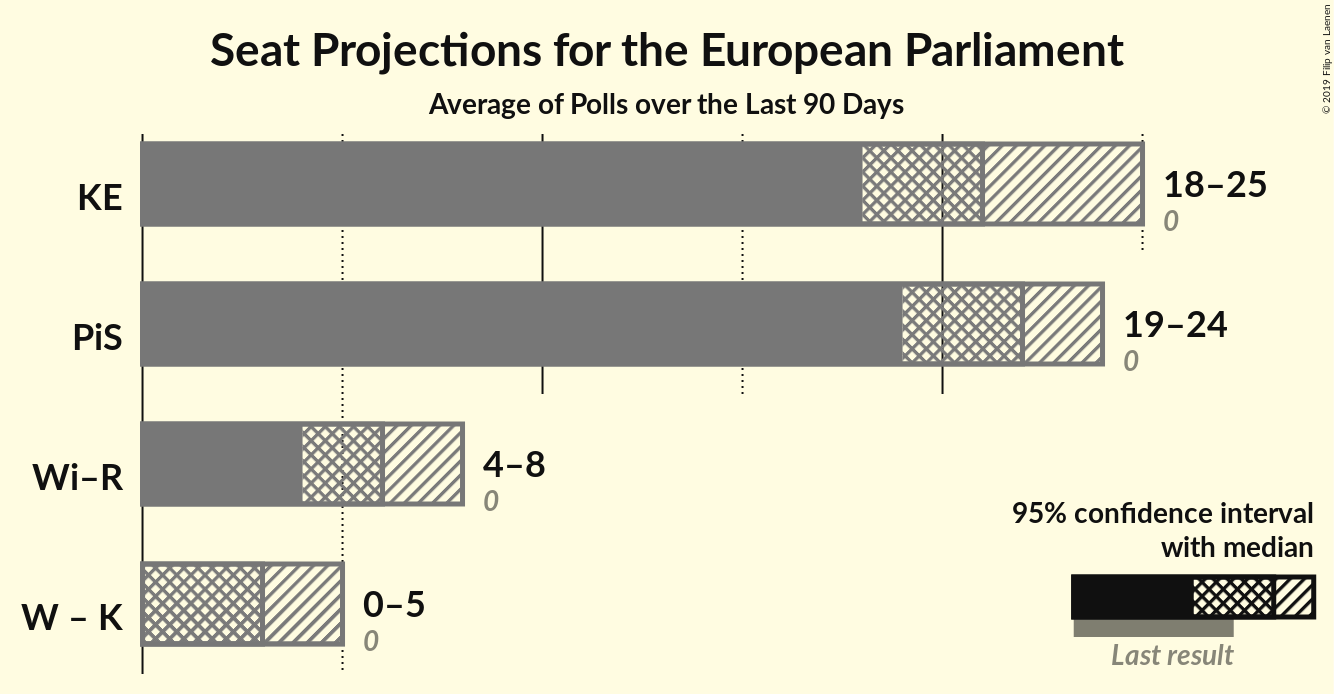 Seat Projections for the European Parliament
Average of Polls over the Last 90 Days
© 2019 Filip van Laenen
KE
18–25
0
PiS
19–24
0
Wi–R
4–8
0
W – K
0–5
0
95% confidence interval
with median
Last result